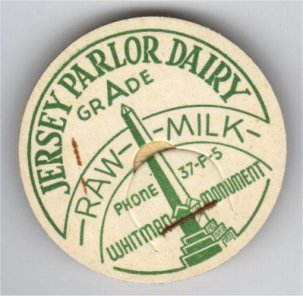 JERSEY PARLOR DAIRY
GRADE
A
RAW - MILK -
PHONE 37-F-5
WHITMAN MONUMENT